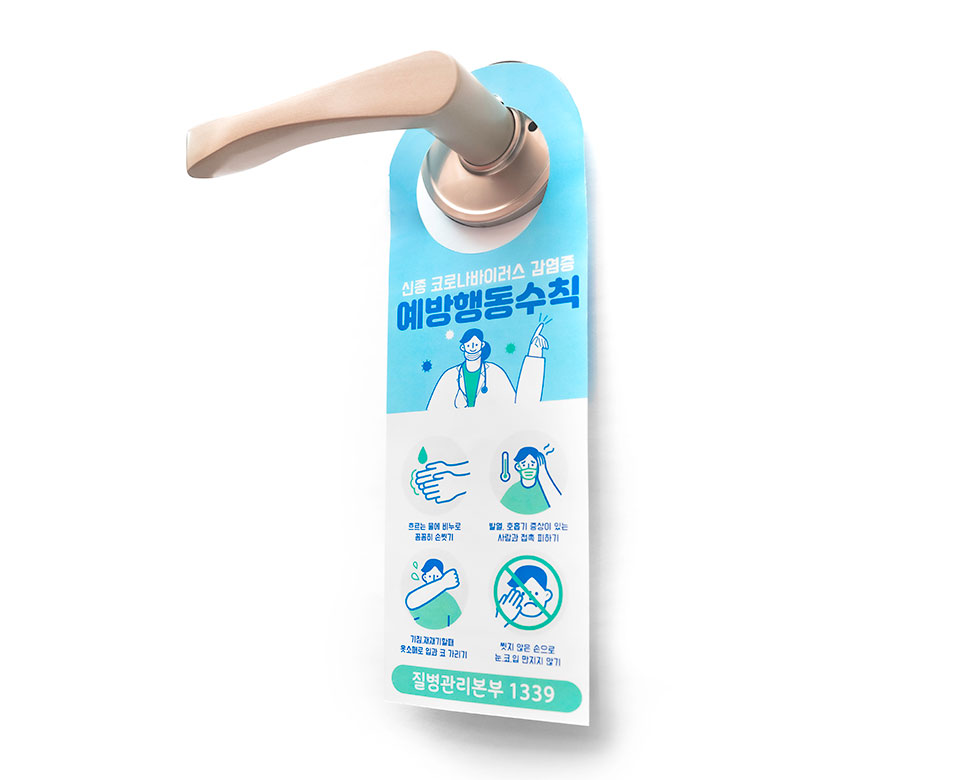 신종 코로나바이러스 감염증
예방행동수칙
흐르는 물에 비누로
꼼꼼히 손씻기
발열, 호흡기 증상이 있는
사람과 접촉 피하기
기침,재채기할때
옷소매로 입과 코 가리기
씻지 않은 손으로
눈,코,입 만지지 않기
질병관리본부 1339